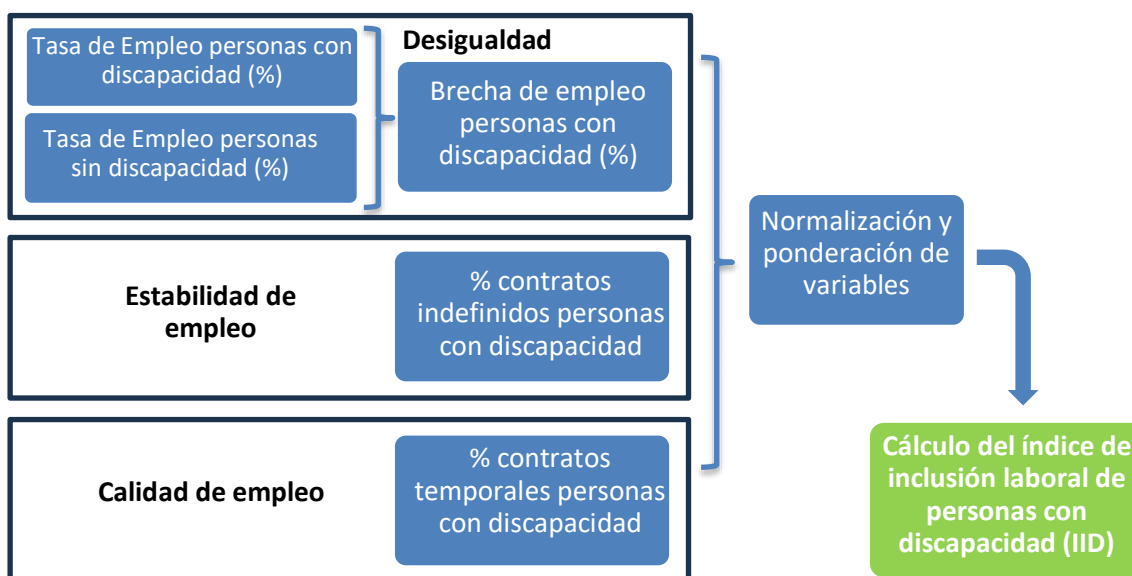 Tasa de Empleo personas con
discapacidad (%)
Tasa de Empleo personas
sin discapacidad (%)
Desigualdad
Brecha de empleo
personas con
discapacidad (%)
Estabilidad de
empleo
% contratos
indefinidos personas
con discapacidad
Calidad de empleo
% contratos
temporales personas
con discapacidad
Normalización y
ponderación de
variables
Cálculo del índice de
inclusión laboral de
personas con
discapacidad (IID)